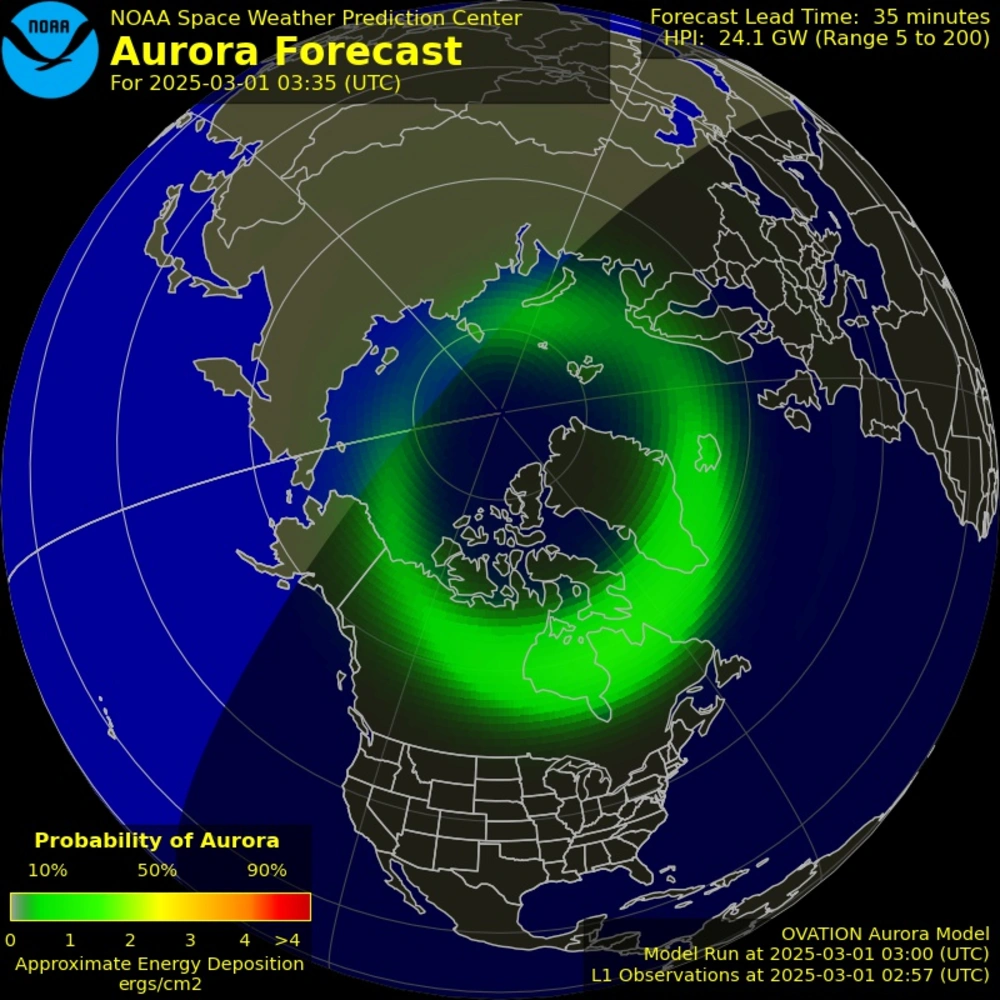 NOAA
NOAA Space Weather Prediction Center
Aurora Forecast
For 2025-03-01 03:35 (UTC)
Forecast Lead Time: 35 minutes
HPI: 24.1 GW (Range 5 to 200)
Probability of Aurora
10% 50% 90%
0 1 2 3 4 >4
Approximate Energy Deposition
ergs/cm2
OVATION Aurora Model
Model Run at 2025-03-01 03:00 (UTC)
L1 Observations at 2025-03-01 02:57 (UTC)